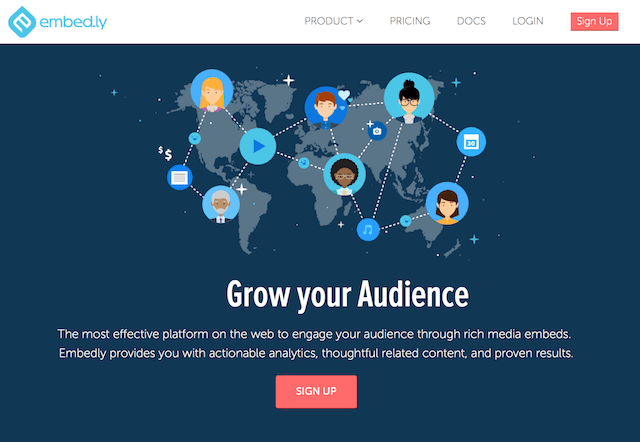 embed.ly
PRODUCT
PRICING
DOCS
LOGIN
Sign Up
$ $
30
Grow your Audience
The most effective platform on the web to engage your audience through rich media embeds.
Embedly provides you with actionable analytics, thoughtful related content, and proven results.
SIGN UP